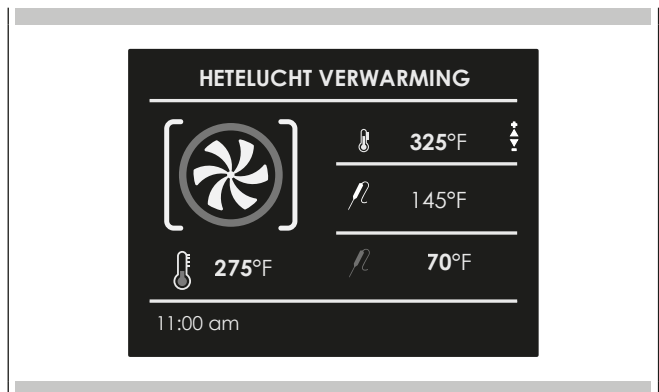 HETELUCHT VERWARMING
325°F
145°F
275°F
70°F
11:00 am